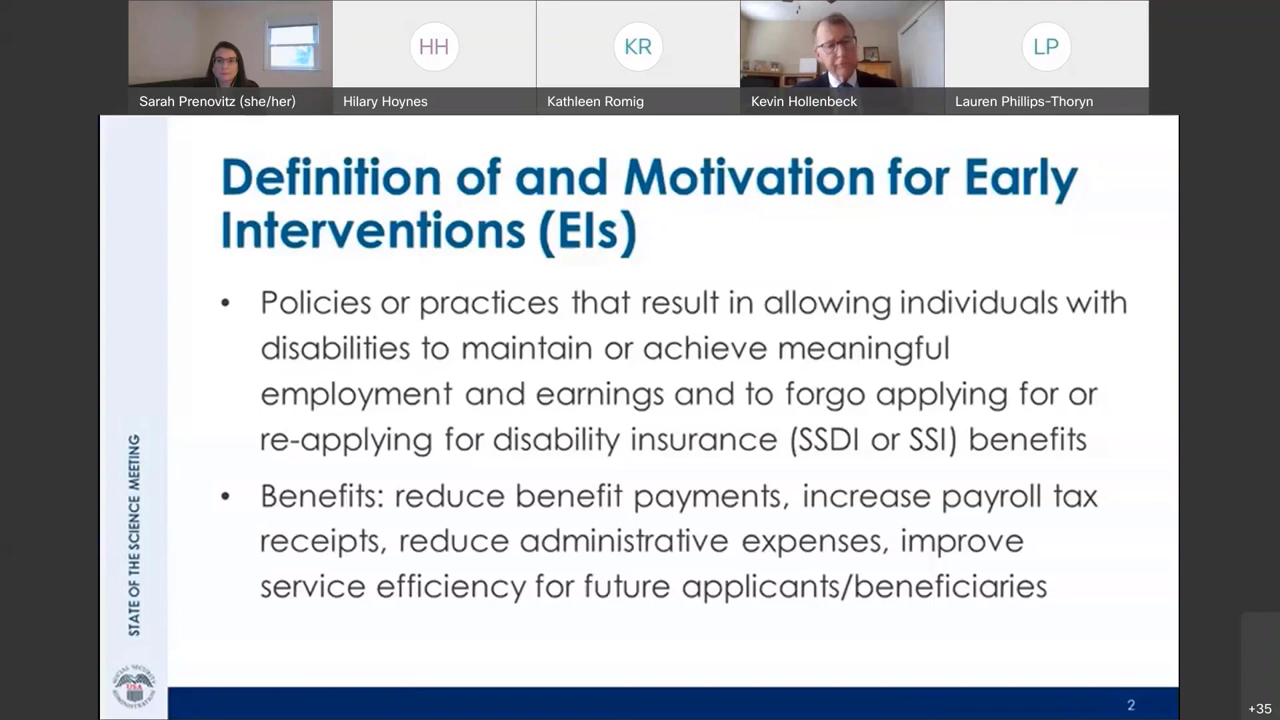 HH
KR
LP
Sarah Prenovitz (she/her)
Hilary Hoynes
Kathleen Romig
Kevin Hollenbeck
Lauren Phillips-Thoryn
Definition of and Motivation for Early
Interventions (EIs)
• Policies or practices that result in allowing individuals with
disabilities to maintain or achieve meaningful
employment and earnings and to forgo applying for or
re-applying for disability insurance (SSDI or SSI) benefits
• Benefits: reduce benefit payments, increase payroll tax
receipts, reduce administrative expenses, improve
service efficiency for future applicants/beneficiaries
STATE OF THE SCIENCE MEETING
SOCIAL SECURITY
USA
ADMINISTRATION
2
+35